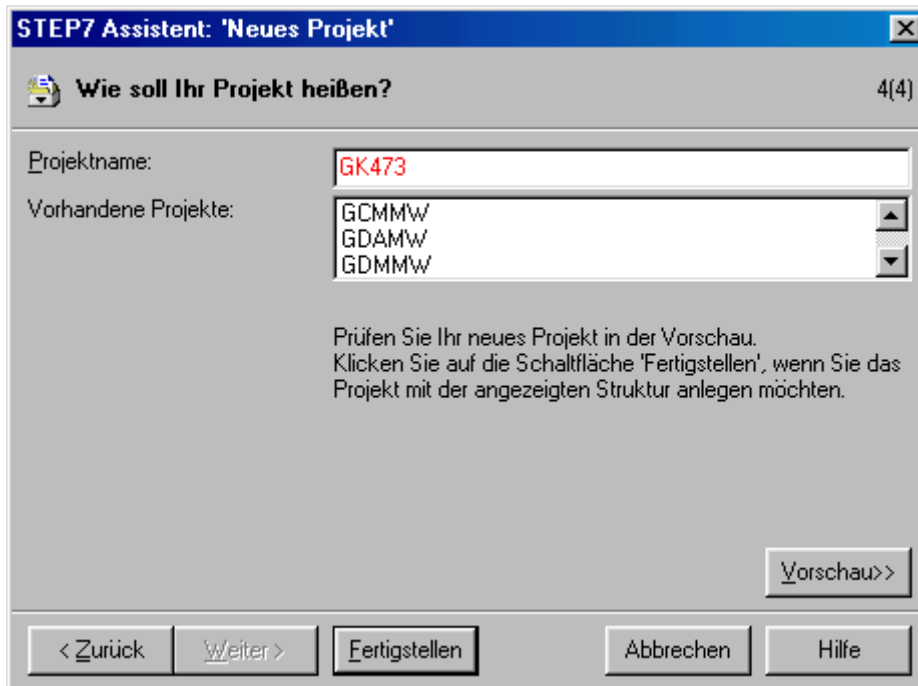 STEP7 Assistent: 'Neues Projekt'
Wie soll Ihr Projekt heißen? 4(4)
Projektname: GK473
Vorhandene Projekte: GCMMW
GDAMW
GDMMW
Prüfen Sie Ihr neues Projekt in der Vorschau.
Klicken Sie auf die Schaltfläche 'Fertigstellen', wenn Sie das
Projekt mit der angezeigten Struktur anlegen möchten.
Vorschau>>
< Zurück Weiter > Fertigstellen Abbrechen Hilfe